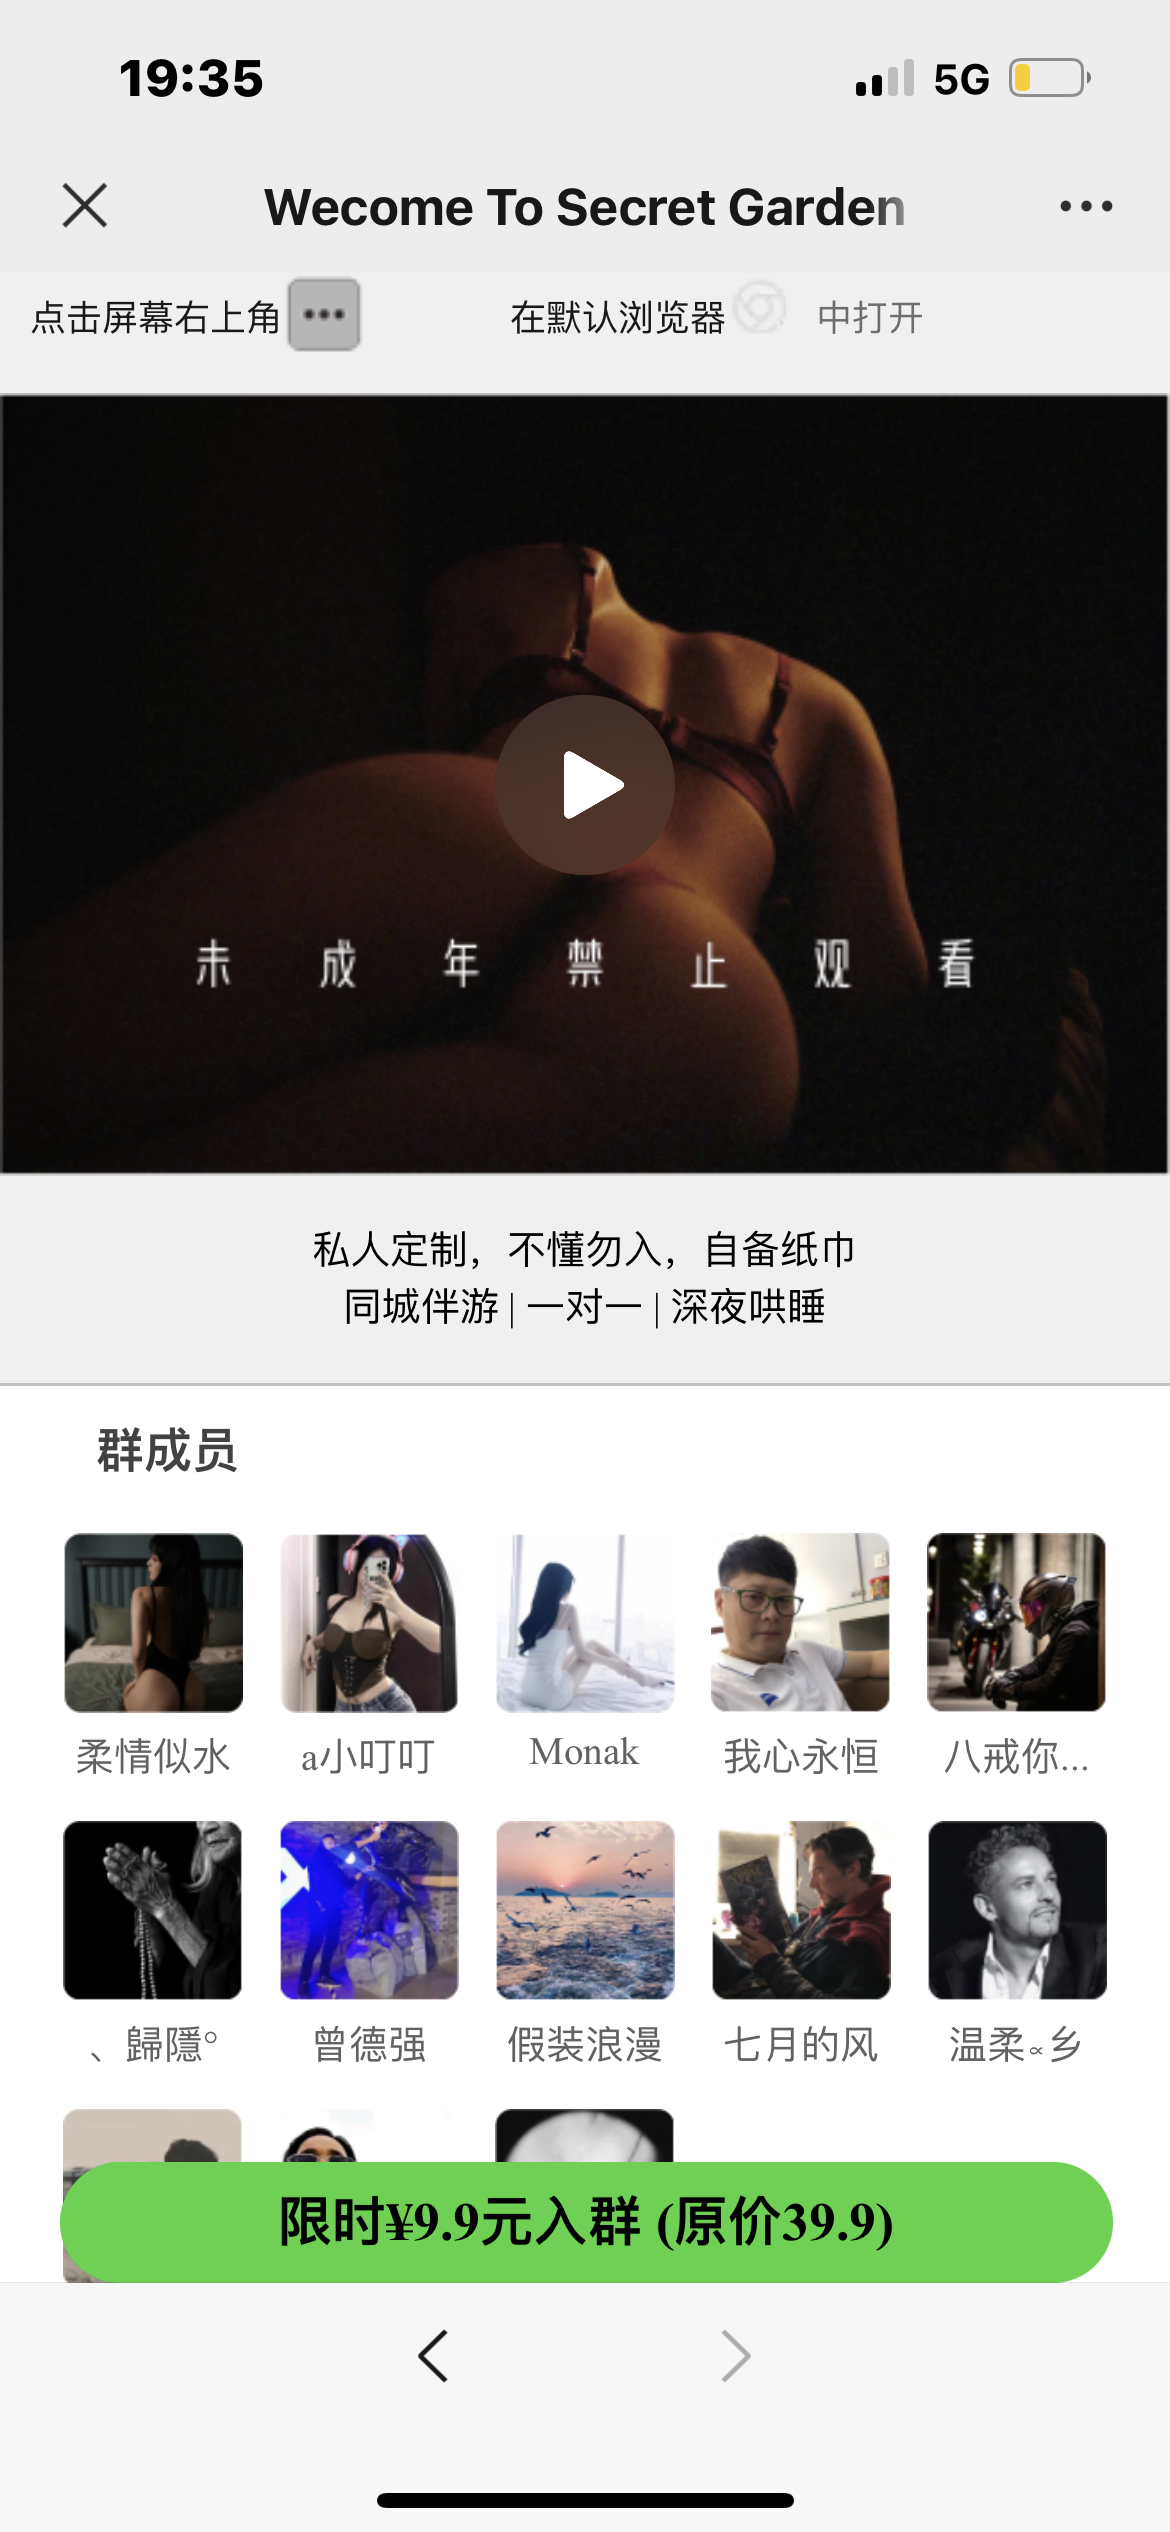 19:35 5G
Wecome To Secret Garden
点击屏幕右上角 在默认浏览器 中打开
未成年禁止观看
私人定制，不懂勿入，自备纸巾
同城伴游 | 一对一 | 深夜哄睡
群成员
柔情似水 a小叮叮 Monak 我心永恒 八戒你...
、歸隱° 曾德强 假装浪漫 七月的风 温柔∝乡
限时¥9.9元入群 (原价39.9)